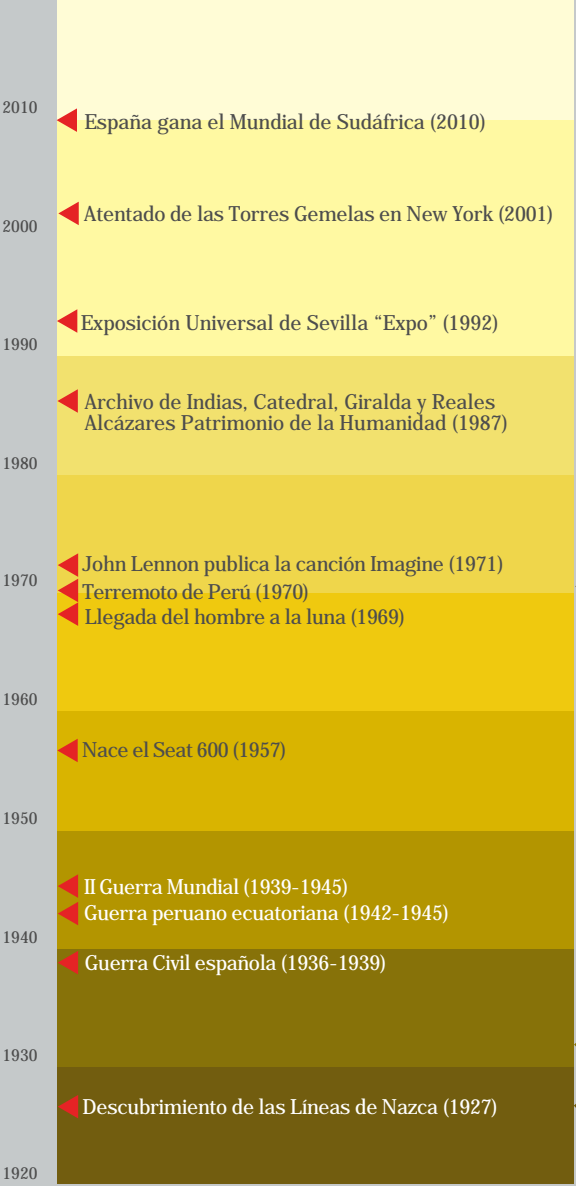 2010
España gana el Mundial de Sudáfrica (2010)
Atentado de las Torres Gemelas en New York (2001)
2000
Exposición Universal de Sevilla “Expo” (1992)
1990
Archivo de Indias, Catedral, Giralda y Reales
Alcázares Patrimonio de la Humanidad (1987)
1980
John Lennon publica la canción Imagine (1971)
1970
Terremoto de Perú (1970)
Llegada del hombre a la luna (1969)
1960
Nace el Seat 600 (1957)
1950
II Guerra Mundial (1939-1945)
Guerra peruano ecuatoriana (1942-1945)
1940
Guerra Civil española (1936-1939)
1930
Descubrimiento de las Líneas de Nazca (1927)
1920